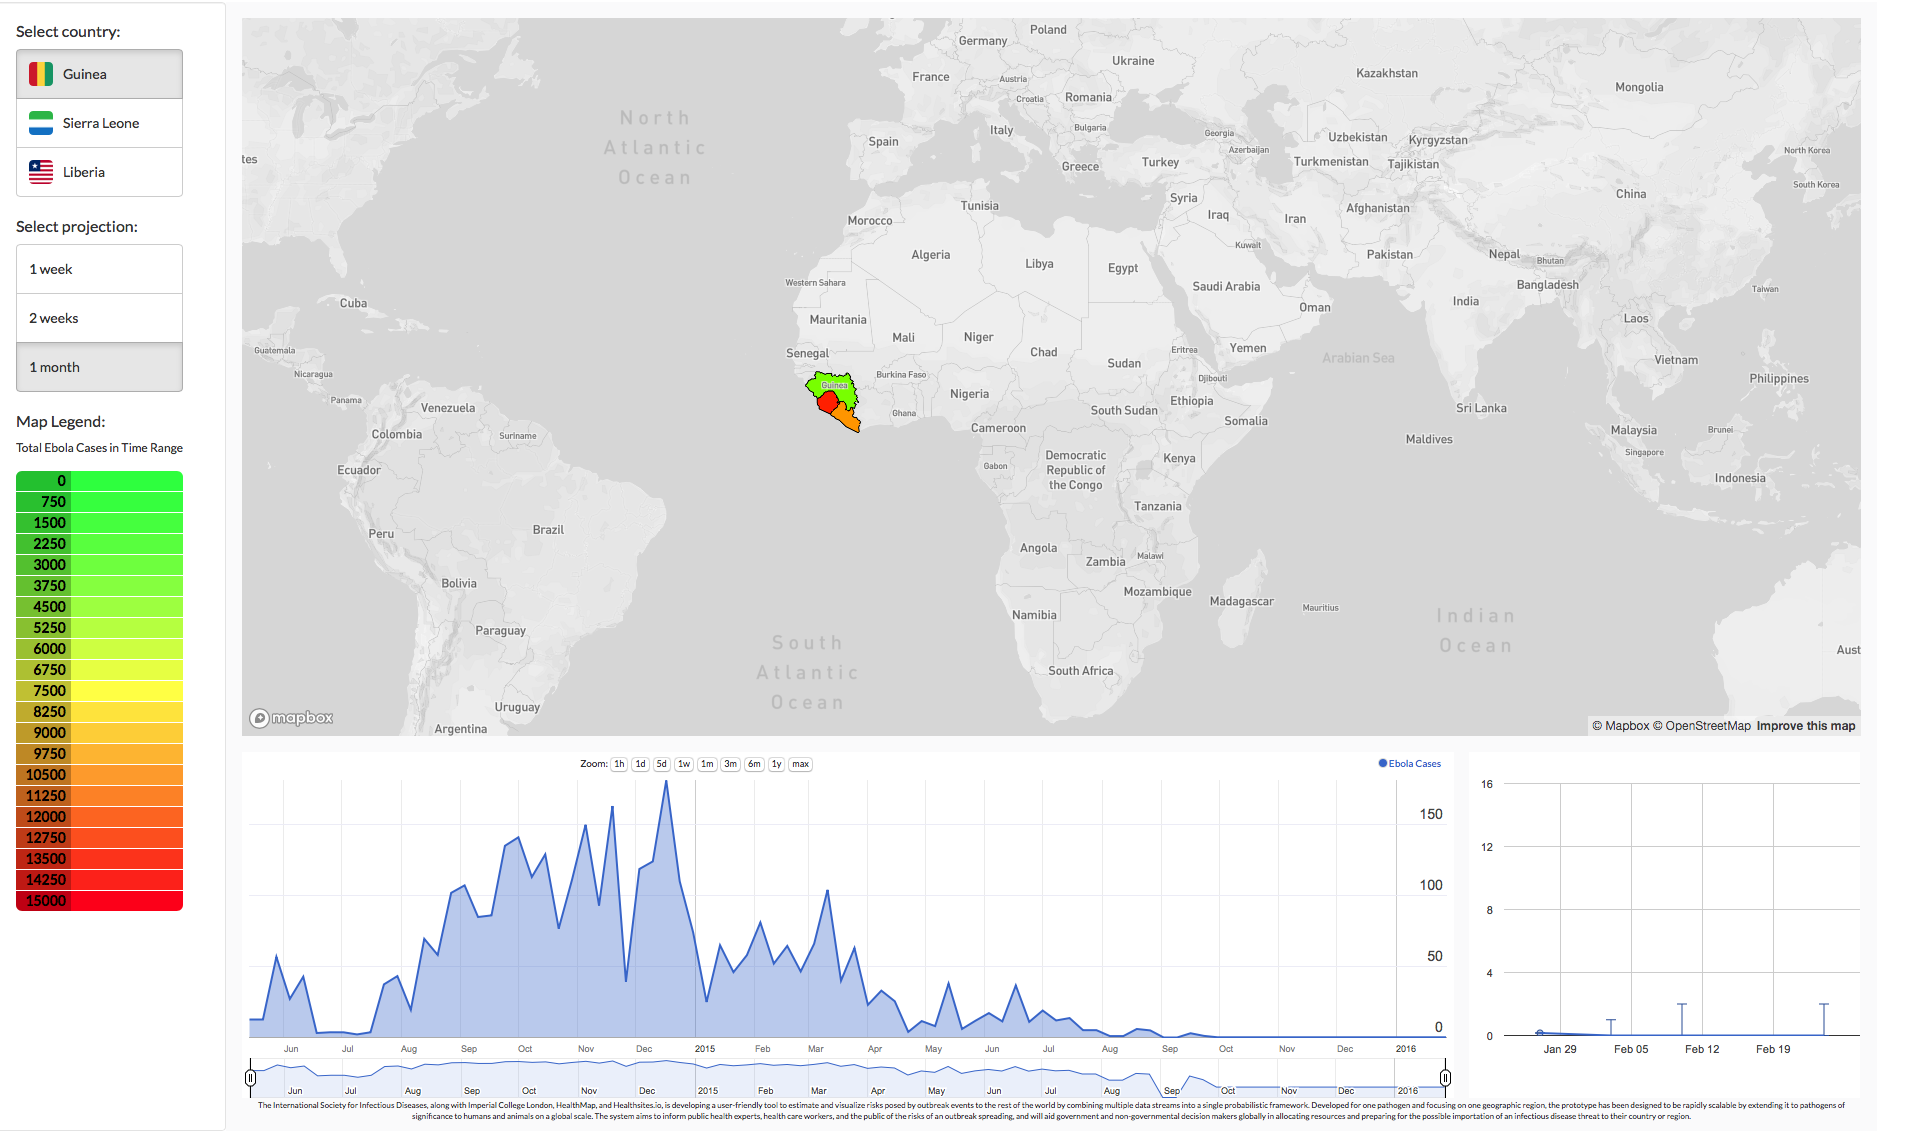 Select country:
Guinea
Sierra Leone
Liberia
Select projection:
1 week
2 weeks
1 month
Map Legend:
Total Ebola Cases in Time Range
0
750
1500
2250
3000
3750
4500
5250
6000
6750
7500
8250
9000
9750
10500
11250
12000
12750
13500
14250
15000
Poland
Germany
Ukraine
France
Austria
Kazakhstan
Mongolia
Croatia
Romania
North
Atlantic
Ocean
Italy
Bulgaria
Spain
Georgia
Uzbekistan
Kyrgyzstan
Azerbaijan
North Korea
tes
Greece
Turkey
Turkmenistan
Tajikistan
South Korea
China
Syria
Tunisia
Afghanistan
Morocco
Iraq
Iran
Kuwait
Algeria
Libya
Egypt
Pakistan
Nepal
Bhutan
Western Sahara
Saudi Arabia
Bangladesh
Taiwan
Cuba
Oman
India
Mauritania
Laos
Mali
Niger
Guatemala
Senegal
Chad
Sudan
Eritrea
Yemen
Arabian Sea
Vietnam
Nicaragua
Guinea
Burkina Faso
Djibouti
Philippines
Panama
Venezuela
Nigeria
Ethiopia
Ghana
South Sudan
Sri Lanka
Colombia
Suriname
Cameroon
Somalia
Maldives
Malaysia
Brunei
Singapore
Ecuador
Gabon
Democratic
Republic of
the Congo
Kenya
Indonesia
Tanzania
Peru
Brazil
Angola
Zambia
Malawi
Bolivia
Mozambique
Madagascar
Mauritius
Namibia
Indian
Ocean
Paraguay
South
Atlantic
Ocean
South Africa
Aust
Uruguay
Argentina
mapbox
© Mapbox © OpenStreetMap Improve this map
Zoom: 1h 1d 5d 1w 1m 3m 6m 1y max
Ebola Cases
150
100
50
0
Jun Jul Aug Sep Oct Nov Dec 2015 Feb Mar Apr May Jun Jul Aug Sep Oct Nov Dec 2016
Jun Jul Aug Sep Oct Nov Dec 2015 Feb Mar Apr May Jun Jul Aug Sep Oct Nov Dec 2016
16
12
8
4
0
Jan 29 Feb 05 Feb 12 Feb 19
The International Society for Infectious Diseases, along with Imperial College London, HealthMap, and Healthsites.io, is developing a user-friendly tool to estimate and visualize risks posed by outbreak events to the rest of the world by combining multiple data streams into a single probabilistic framework. Developed for one pathogen and focusing on one geographic region, the prototype has been designed to be rapidly scalable by extending it to pathogens of
significance to humans and animals on a global scale. The system aims to inform public health experts, health care workers, and the public of the risks of an outbreak spreading, and will aid government and non-governmental decision makers globally in allocating resources and preparing for the possible importation of an infectious disease threat to their country or region.